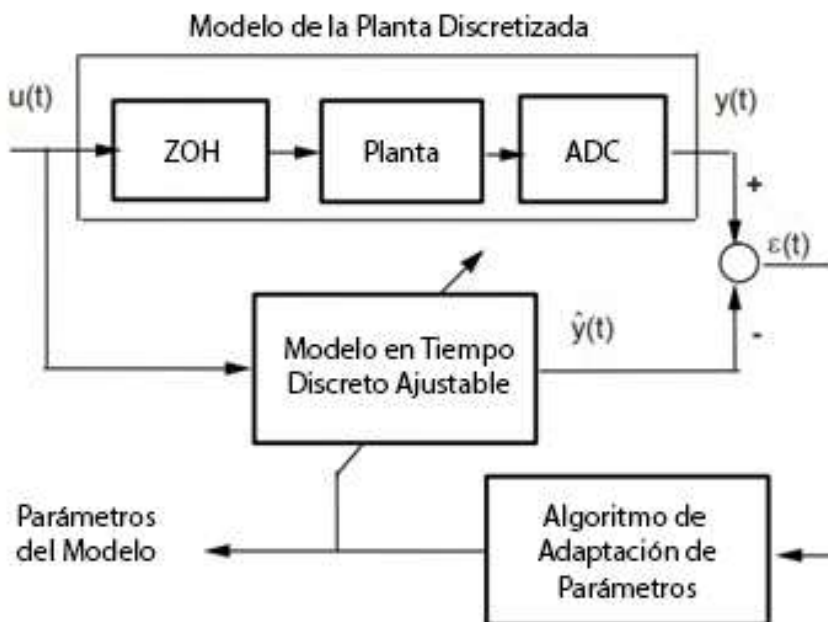 Modelo de la Planta Discretizada
u(t)
ZOH
Planta
ADC
y(t)
+
ε(t)
Modelo en Tiempo
Discreto Ajustable
ŷ(t)
-
Parámetros
del Modelo
Algoritmo de
Adaptación de
Parámetros